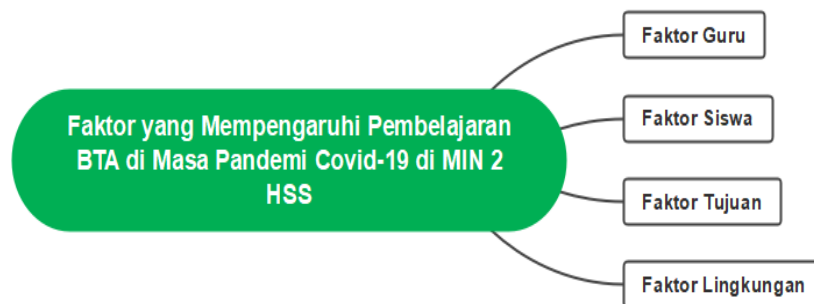 Faktor yang Mempengaruhi Pembelajaran
BTA di Masa Pandemi Covid-19 di MIN 2
HSS
Faktor Guru
Faktor Siswa
Faktor Tujuan
Faktor Lingkungan